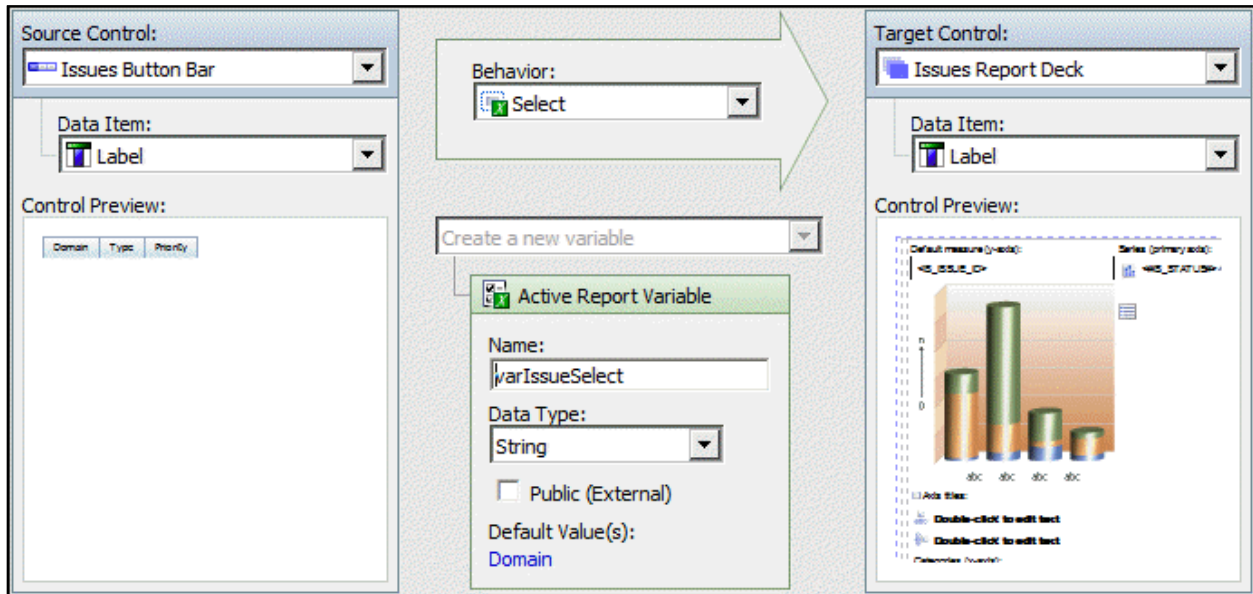 Source Control:
Issues Button Bar
Data Item:
Label
Control Preview:
Domain Type Priority
Behavior:
Select
Create a new variable
Active Report Variable
Name:
varIssueSelect
Data Type:
String
Public (External)
Default Value(s):
Domain
Target Control:
Issues Report Deck
Data Item:
Label
Control Preview:
Default measure (y-axis):
Series (primary axis):
n
0
abc abc abc abc
Axis titles:
Double-click to edit text
Double-click to edit text
Categories (x-axis):